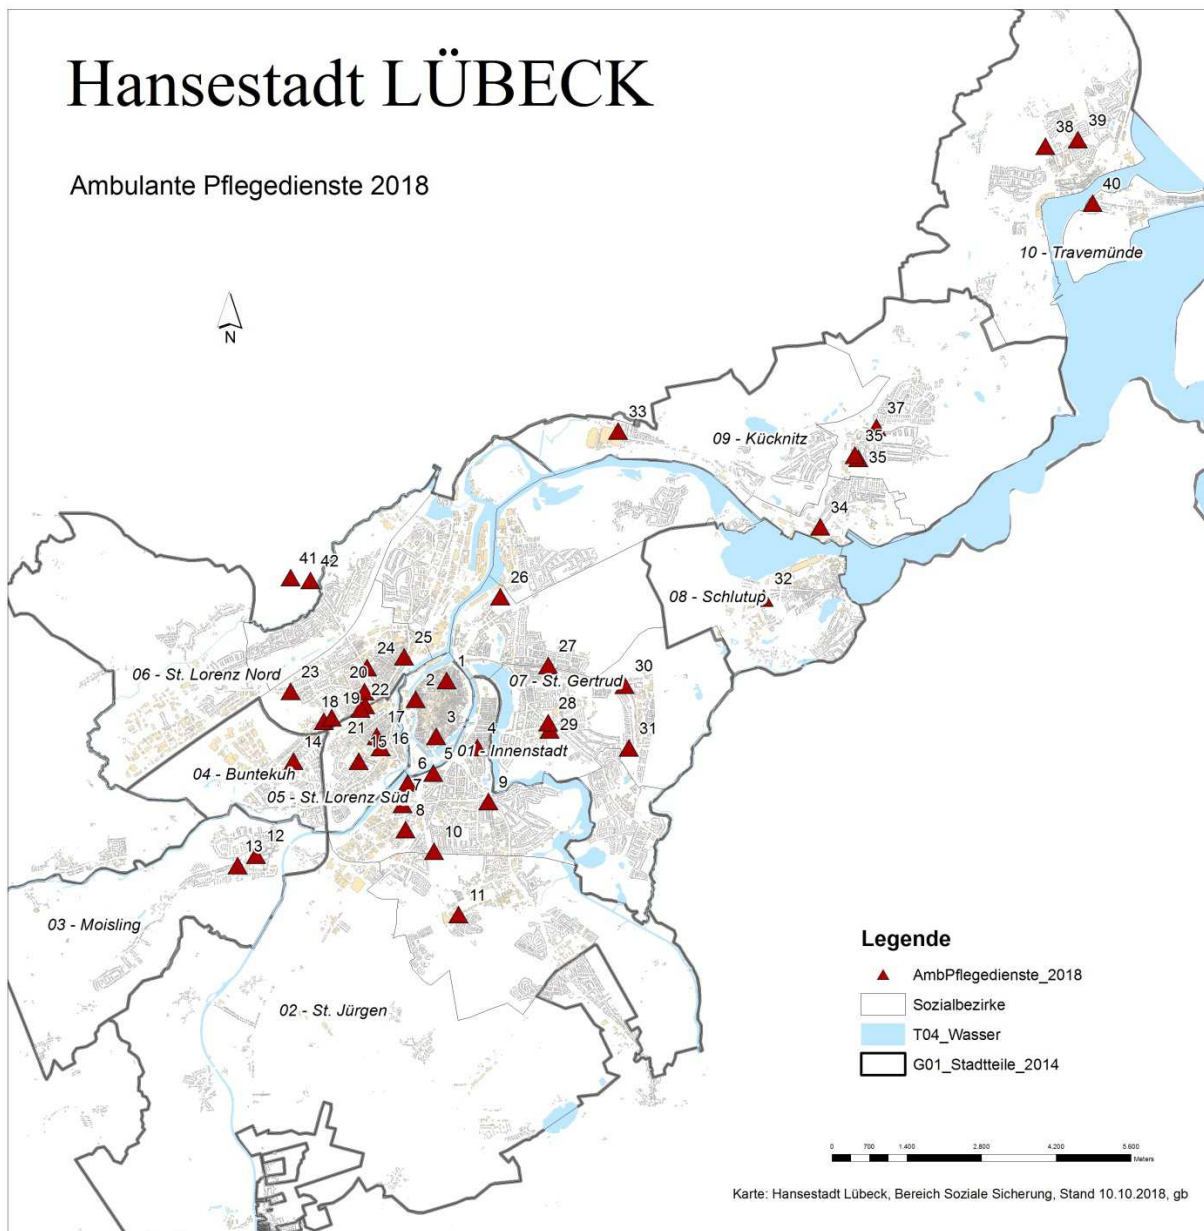 Hansestadt LÜBECK
Ambulante Pflegedienste 2018
N
38
39
40
10 - Travemünde
33
37
09 - Kücknitz
35
35
34
41
42
26
32
08 - Schlutup
25
24
1
27
06 - St. Lorenz Nord
23
20
2
07 - St. Gertrud
30
22
19
18
17
3
28
4
29
21
16
14
15
01 - Innenstadt
31
5
04 - Buntekuh
6
7
9
05 - St. Lorenz Süd
8
12
10
13
11
03 - Moisling
02 - St. Jürgen
Legende
AmbPflegedienste_2018
Sozialbezirke
T04_Wasser
G01_Stadtteile_2014
0 700 1.400 2.800 4.200 5.600
Meters
Karte: Hansestadt Lübeck, Bereich Soziale Sicherung, Stand 10.10.2018, gb